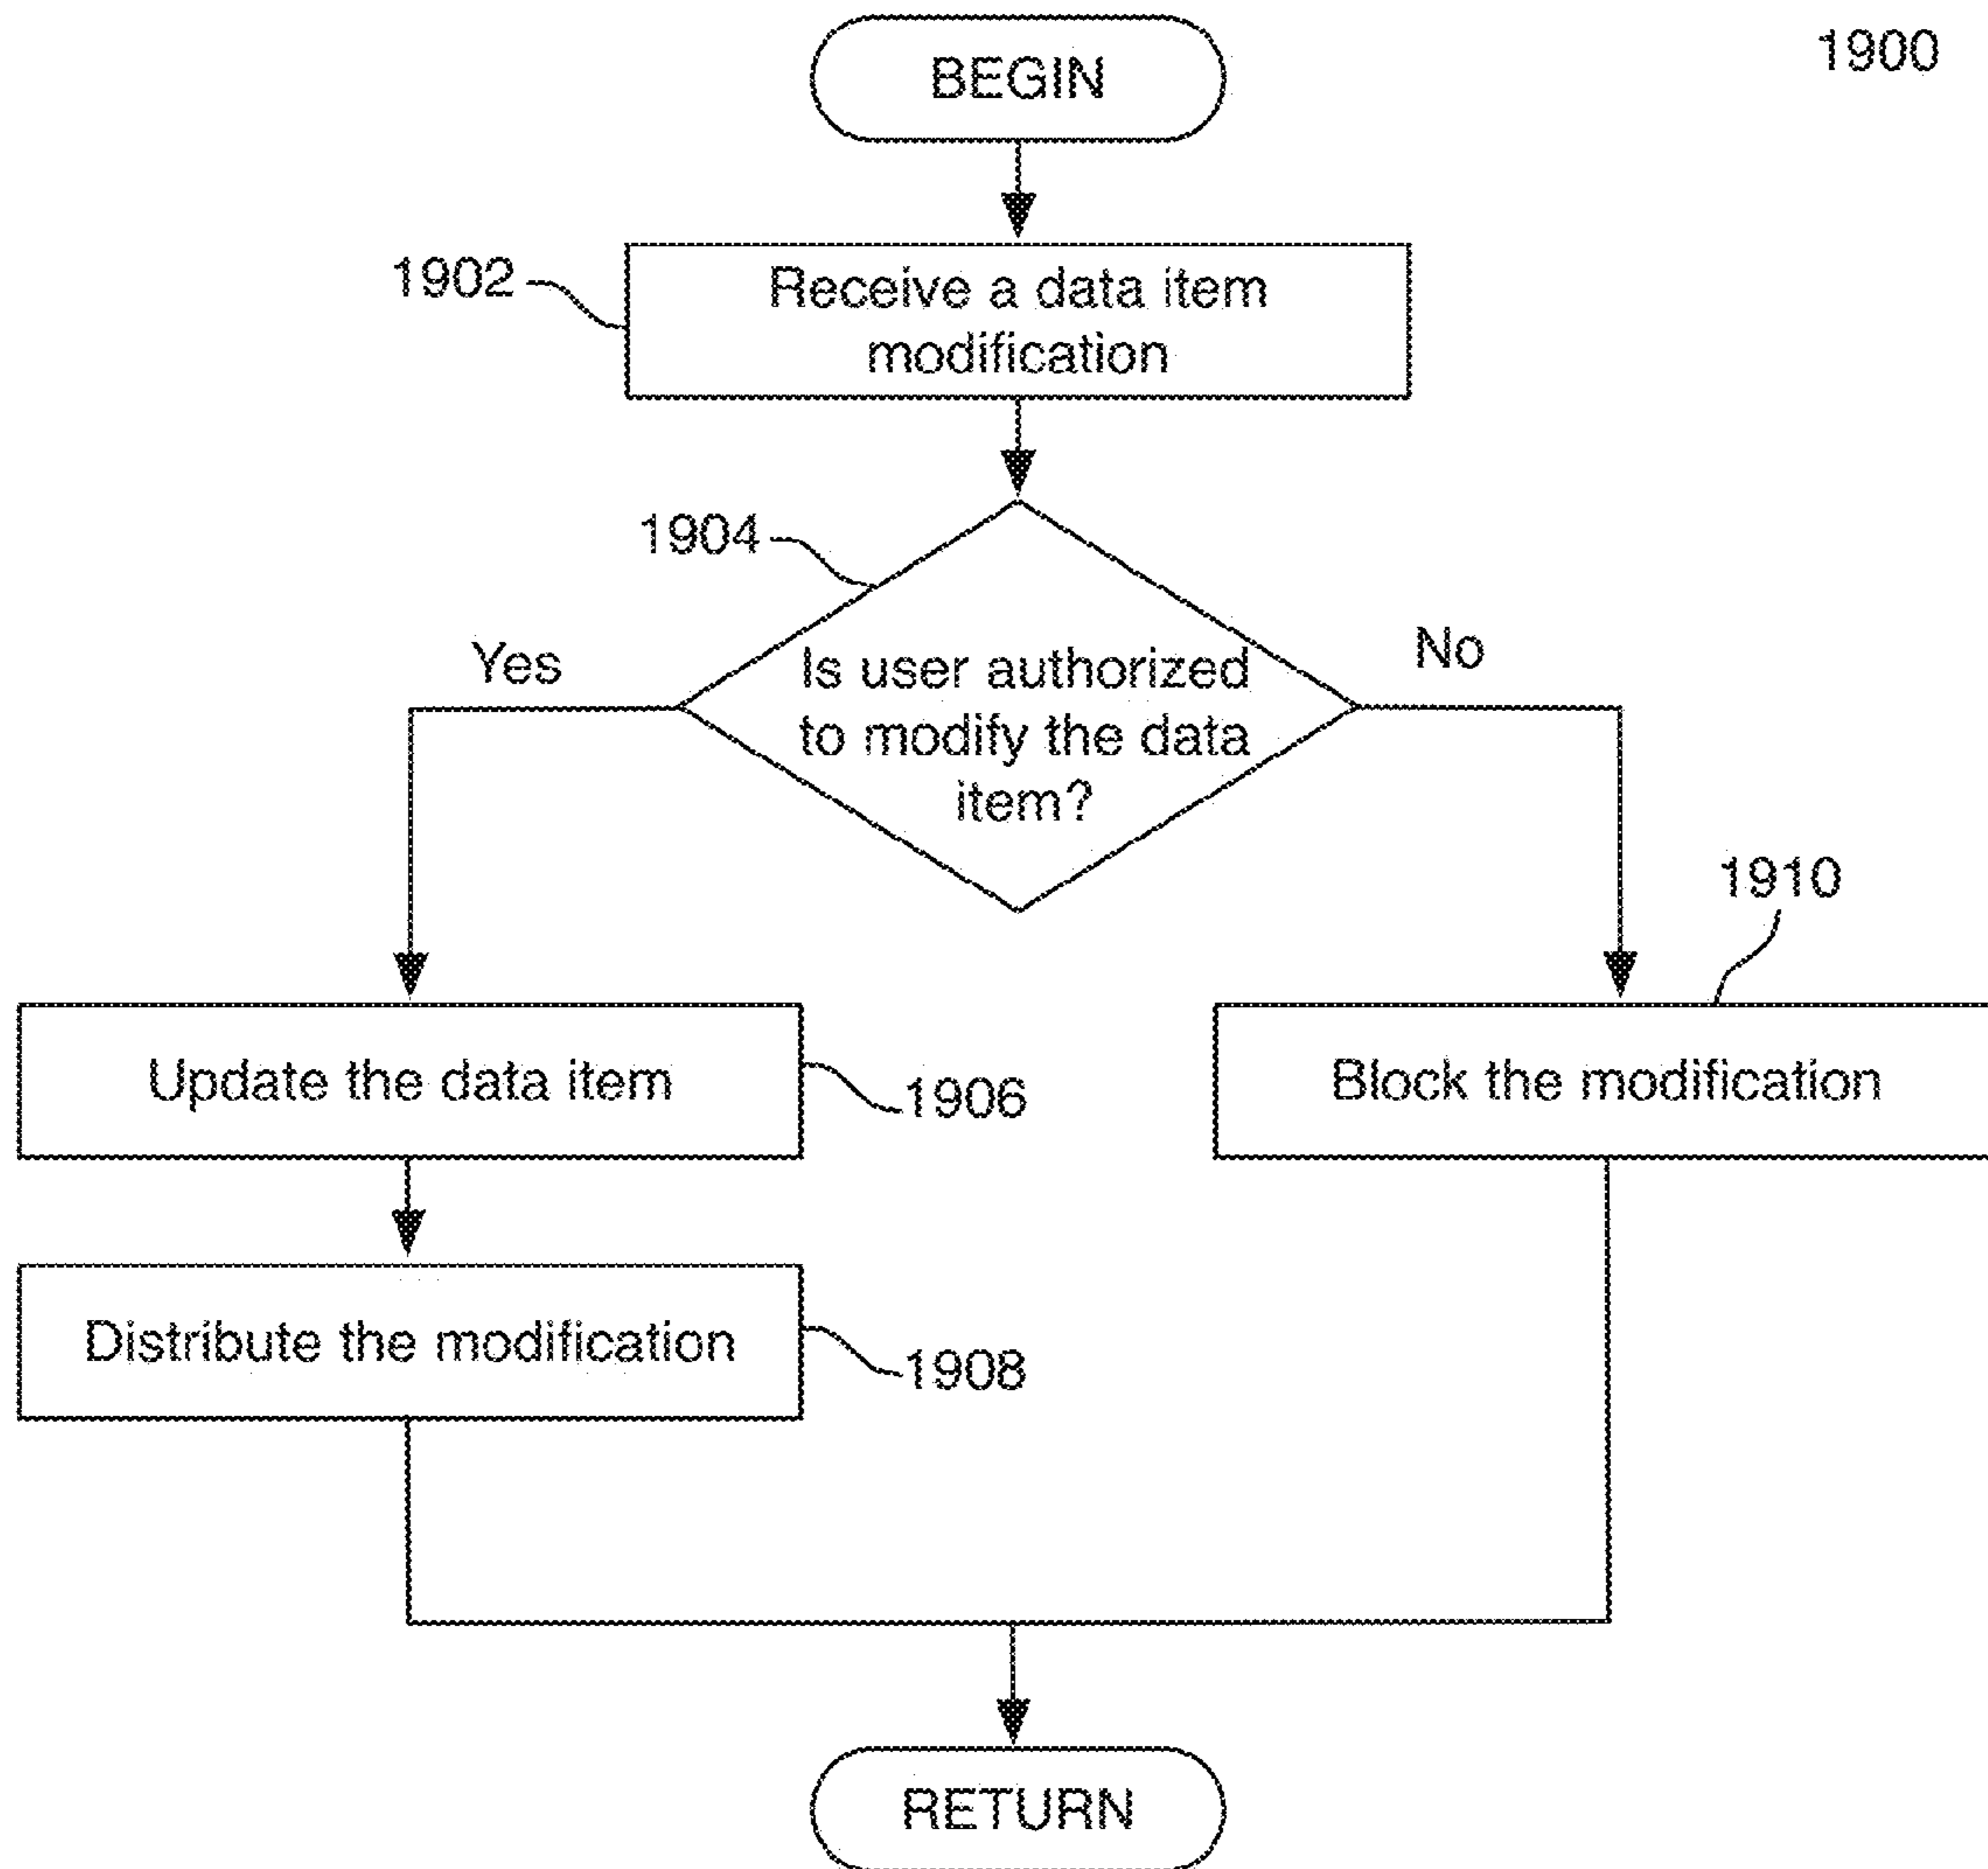 BEGIN
1900
1902
Receive a data item
modification
1904
Yes
Is user authorized
to modify the data
item?
No
1910
Update the data item
1906
Block the modification
Distribute the modification
1908
RETURN